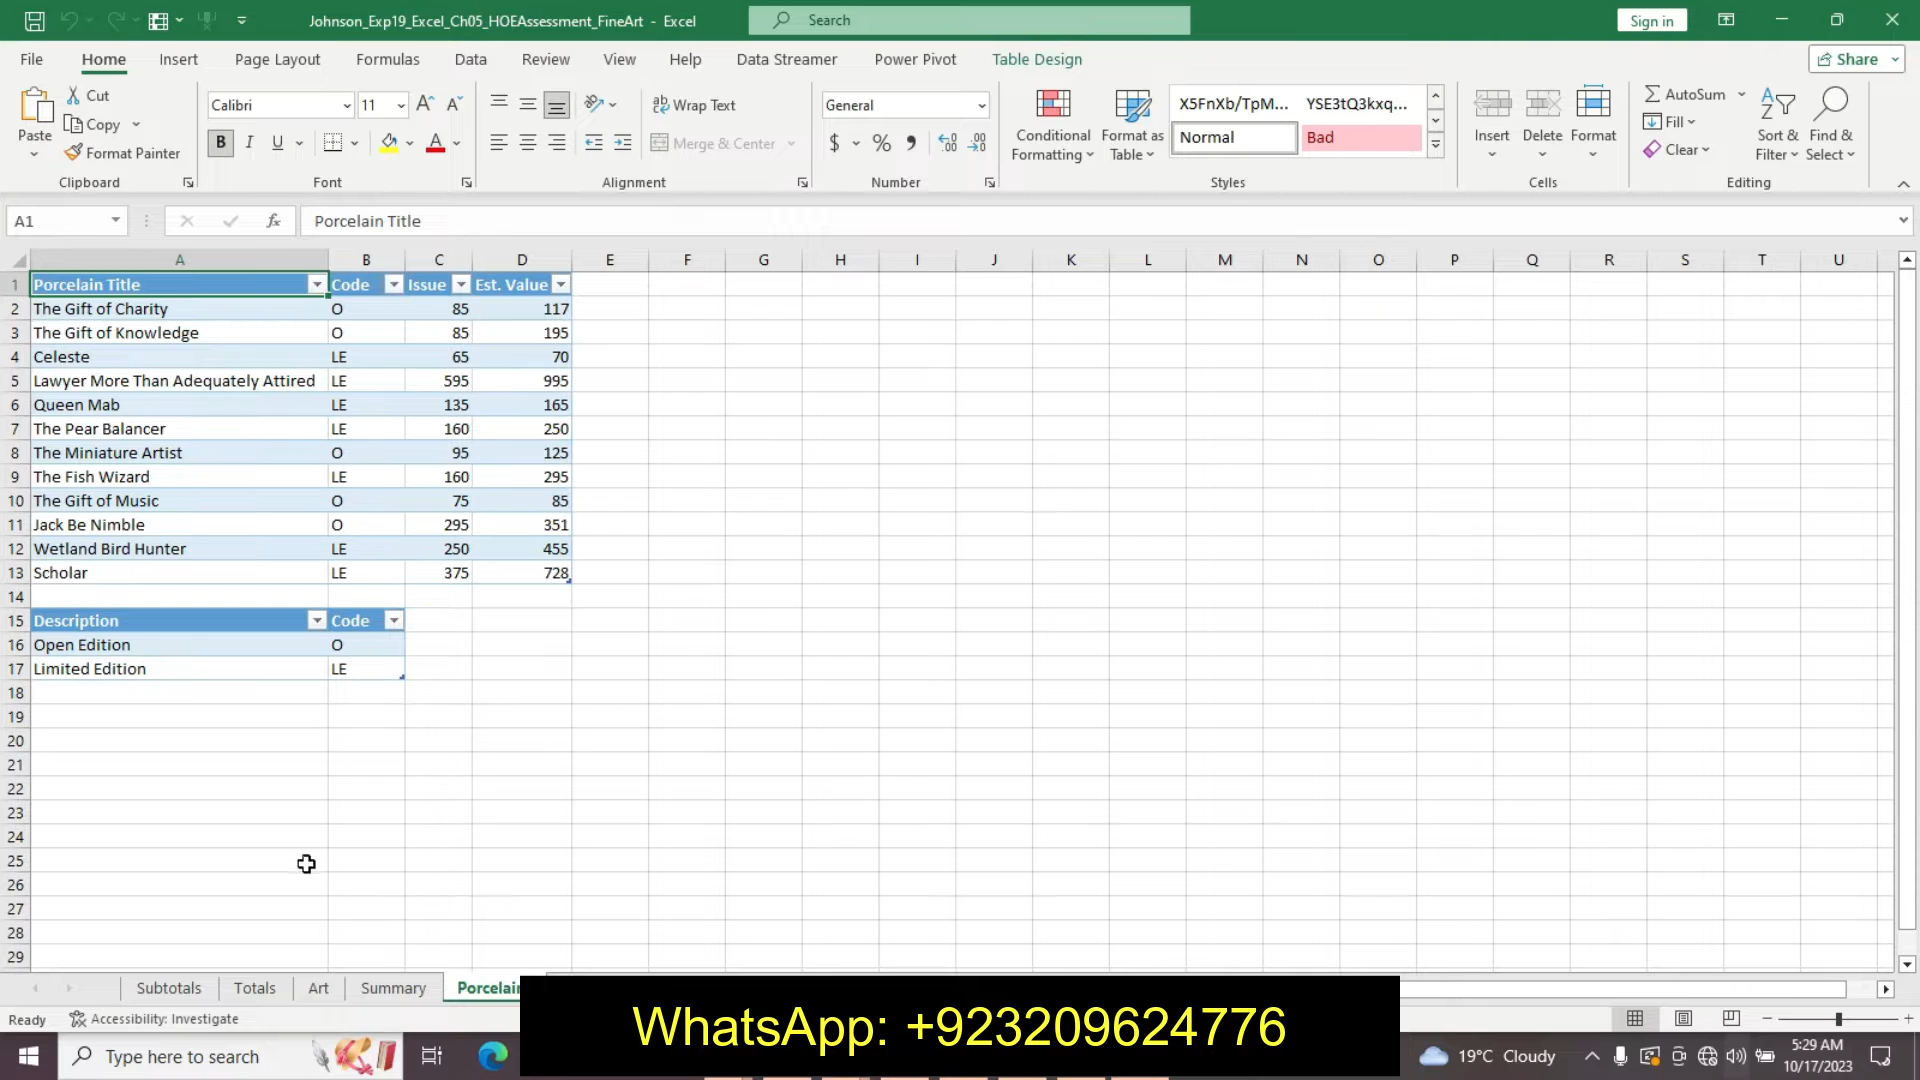 Johnson_Exp19_Excel_Ch05_HOEAssessment_FineArt - Excel
Search
Sign in
File Home Insert Page Layout Formulas Data Review View Help Data Streamer Power Pivot Table Design Share
Paste
Cut
Copy
Format Painter
Clipboard
Calibri 11
B I U
Font
Wrap Text
Merge & Center
Alignment
General
$ % ,
Number
Conditional Formatting
Format as Table
X5FnXb/TpM... YSE3tQ3kxq...
Normal Bad
Styles
Insert Delete Format
Cells
AutoSum
Fill
Clear
Sort & Filter
Find & Select
Editing
A1 fx Porcelain Title
A B C D E F G H I J K L M N O P Q R S T U
1 Porcelain Title Code Issue Est. Value
2 The Gift of Charity O 85 117
3 The Gift of Knowledge O 85 195
4 Celeste LE 65 70
5 Lawyer More Than Adequately Attired LE 595 995
6 Queen Mab LE 135 165
7 The Pear Balancer LE 160 250
8 The Miniature Artist O 95 125
9 The Fish Wizard LE 160 295
10 The Gift of Music O 75 85
11 Jack Be Nimble O 295 351
12 Wetland Bird Hunter LE 250 455
13 Scholar LE 375 728
14
15 Description Code
16 Open Edition O
17 Limited Edition LE
18
19
20
21
22
23
24
25
26
27
28
29
Subtotals Totals Art Summary Porcelain
Ready Accessibility: Investigate
WhatsApp: +923209624776
Type here to search
19°C Cloudy
5:29 AM
10/17/2023